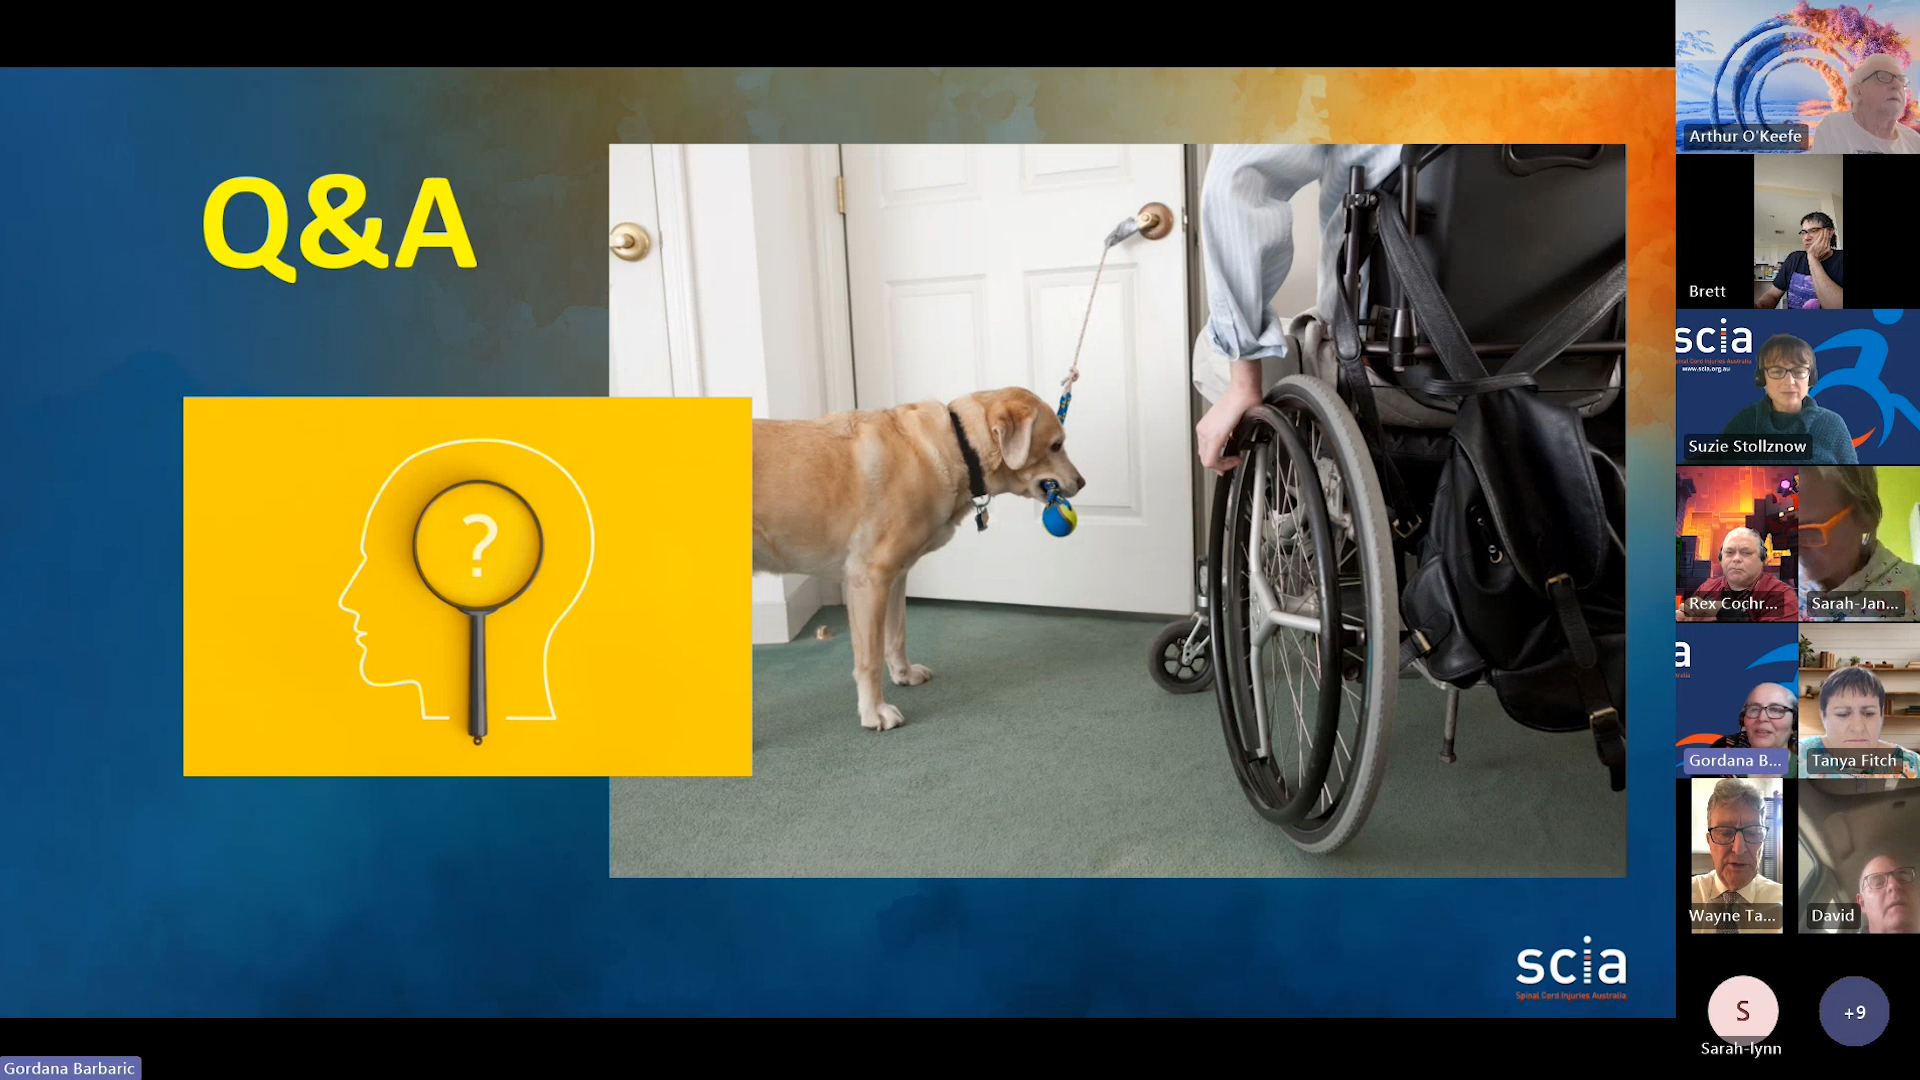 Q&A
?
scia
Spinal Cord Injuries Australia
Gordana Barbaric
Arthur O'Keefe
Brett
scia
Spinal Cord Injuries Australia
www.scia.org.au
Suzie Stollznow
Rex Cochr...
Sarah-Jan...
a
Gordana B...
Tanya Fitch
Wayne Ta...
David
S
Sarah-lynn
+9